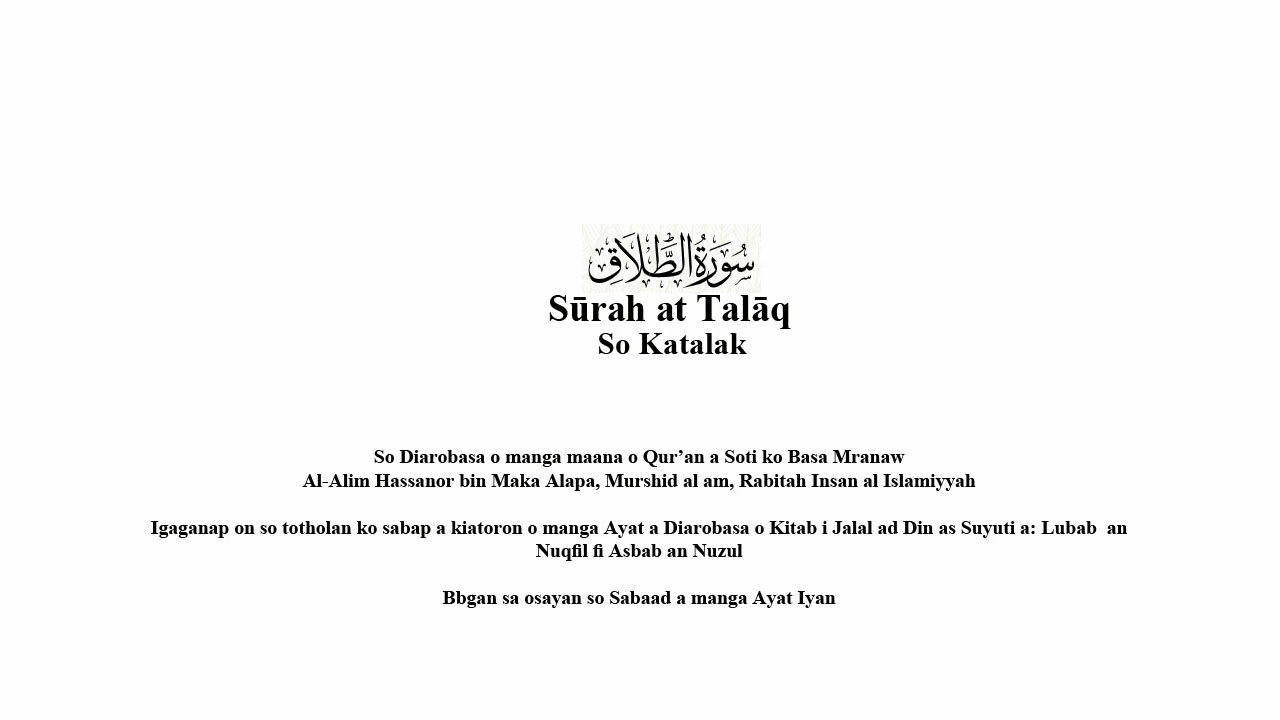 سُورَةُ الطَّلَاقِ
Sūrah at Talāq
So Katalak
So Diarobasa o manga maana o Qur’an a Soti ko Basa Mranaw
Al-Alim Hassanor bin Maka Alapa, Murshid al am, Rabitah Insan al Islamiyyah
Igaganap on so totholan ko sabap a kiatoron o manga Ayat a Diarobasa o Kitab i Jalal ad Din as Suyuti a: Lubab  an
Nuqfil fi Asbab an Nuzul
Bbgan sa osayan so Sabaad a manga Ayat Iyan